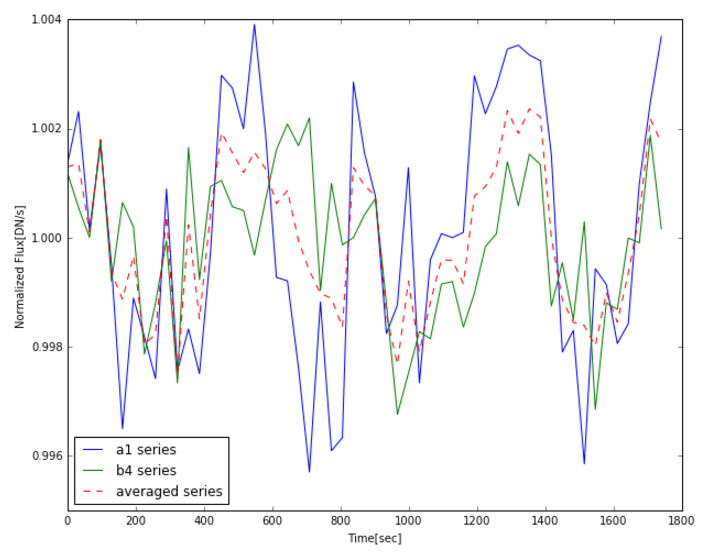 1.004
1.002
1.000
0.998
0.996
Normalized Flux[DN/s]
a1 series
b4 series
averaged series
0 200 400 600 800 1000 1200 1400 1600 1800
Time[sec]